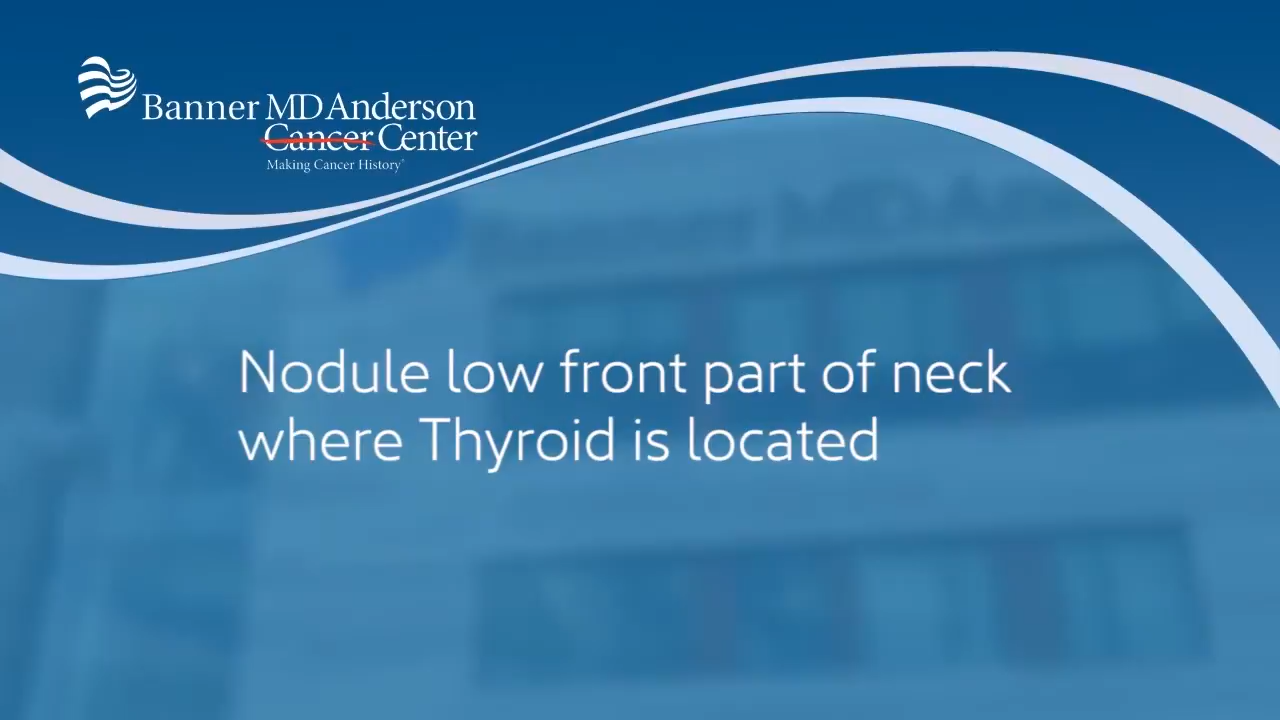 Banner MD Anderson
Cancer Center
Making Cancer History®
Nodule low front part of neck
where Thyroid is located